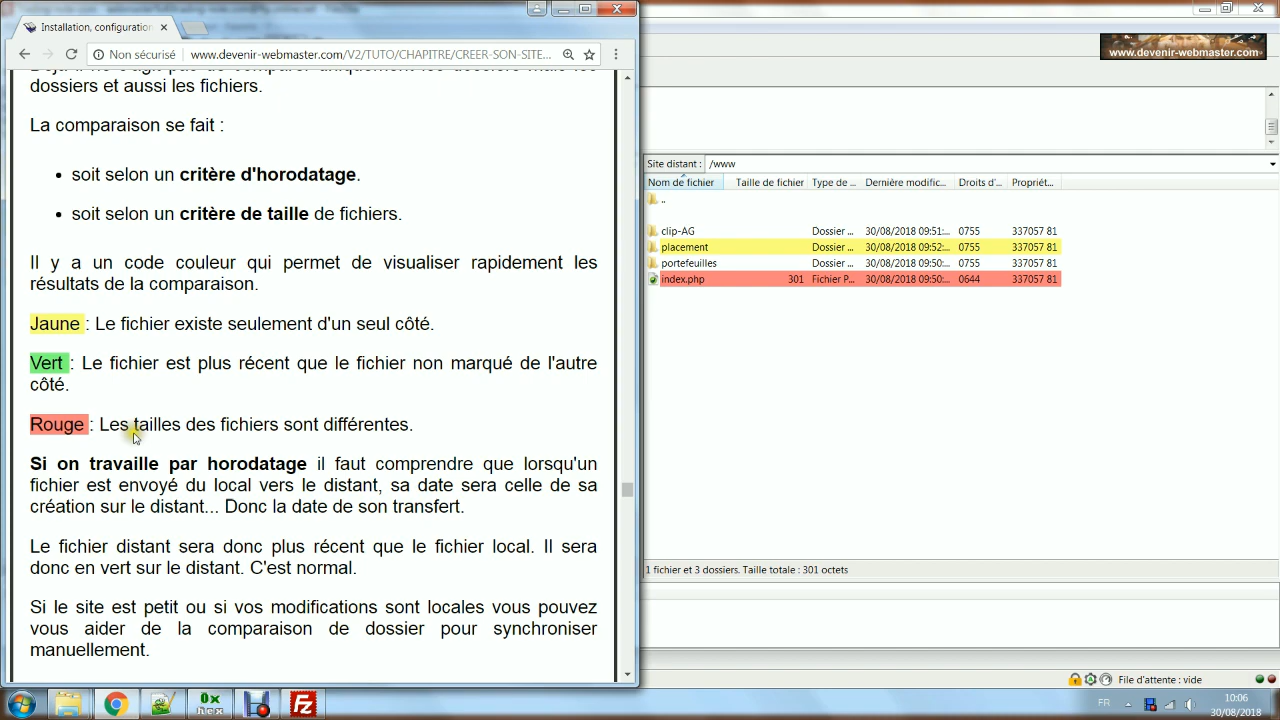 Installation, configuration
Non sécurisé
www.devenir-webmaster.com/V2/TUTO/CHAPITRE/CREER-SON-SITE...
dossiers et aussi les fichiers.
La comparaison se fait :
• soit selon un critère d'horodatage.
• soit selon un critère de taille de fichiers.
Il y a un code couleur qui permet de visualiser rapidement les
résultats de la comparaison.
Jaune : Le fichier existe seulement d'un seul côté.
Vert : Le fichier est plus récent que le fichier non marqué de l'autre
côté.
Rouge : Les tailles des fichiers sont différentes.
Si on travaille par horodatage il faut comprendre que lorsqu'un
fichier est envoyé du local vers le distant, sa date sera celle de sa
création sur le distant... Donc la date de son transfert.
Le fichier distant sera donc plus récent que le fichier local. Il sera
donc en vert sur le distant. C'est normal.
Si le site est petit ou si vos modifications sont locales vous pouvez
vous aider de la comparaison de dossier pour synchroniser
manuellement.
www.devenir-webmaster.com
Site distant : /www
Nom de fichier Taille de fichier Type de ... Dernière modific... Droits d'... Propriét...
..
clip-AG Dossier ... 30/08/2018 09:51:... 0755 337057 81
placement Dossier ... 30/08/2018 09:52:... 0755 337057 81
portefeuilles Dossier ... 30/08/2018 09:50:... 0755 337057 81
index.php 301 Fichier P... 30/08/2018 09:50:... 0644 337057 81
1 fichier et 3 dossiers. Taille totale : 301 octets
File d'attente : vide
0x
hex
FZ
FR
10:06
30/08/2018